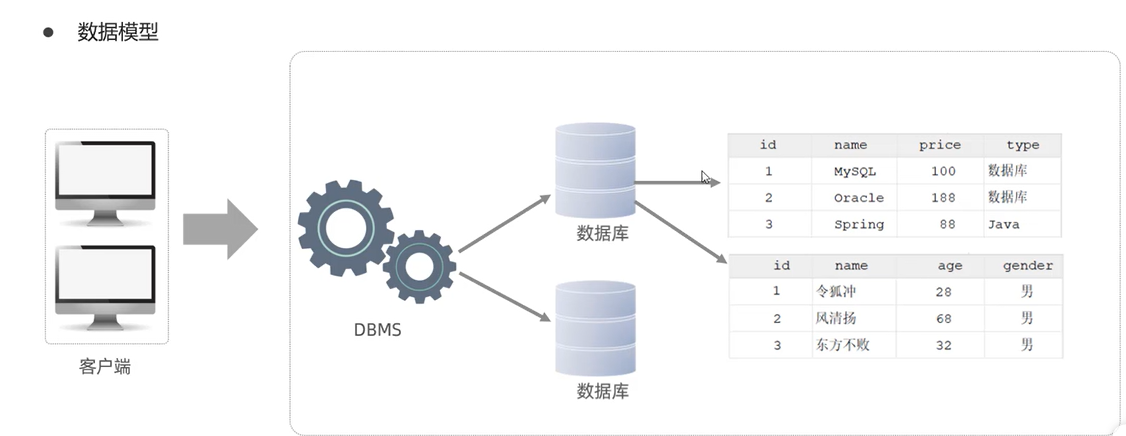 数据模型
客户端
DBMS
数据库
数据库
id name price type
1 MySQL 100 数据库
2 Oracle 188 数据库
3 Spring 88 Java
id name age gender
1 令狐冲 28 男
2 风清扬 68 男
3 东方不败 32 男